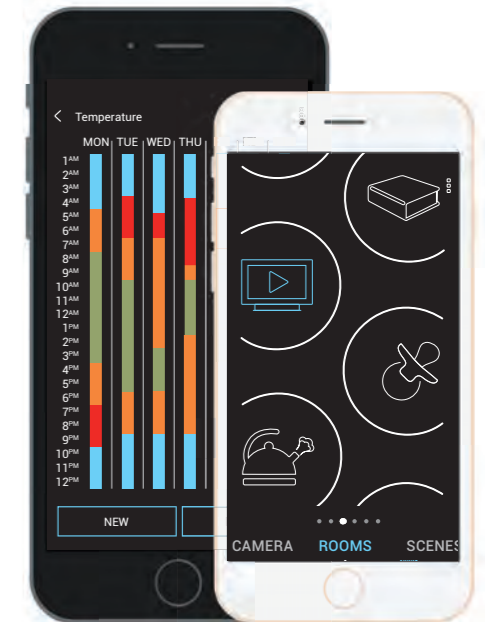 Temperature
MON TUE WED THU
1AM
2AM
3AM
4AM
5AM
6AM
7AM
8AM
9AM
10AM
11AM
12AM
1PM
2PM
3PM
4PM
5PM
6PM
7PM
8PM
9PM
10PM
11PM
12PM
NEW
CAMERA ROOMS SCENES